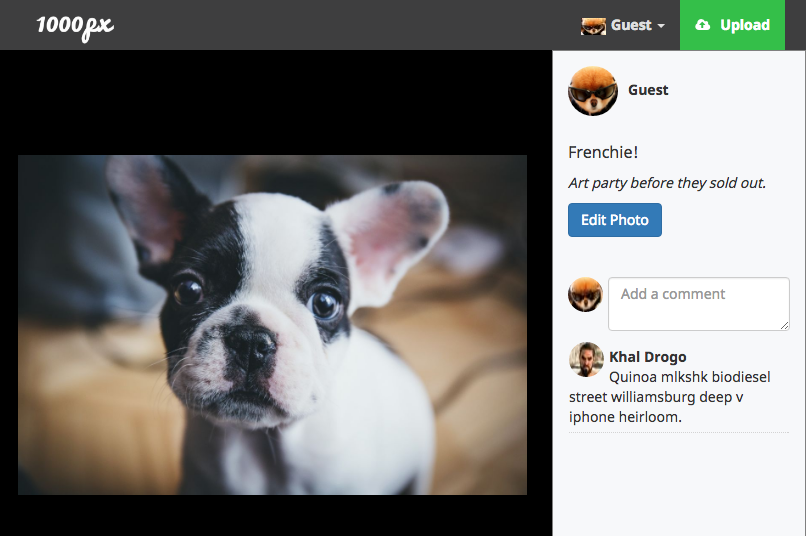 1000px
Guest
Upload
Guest
Frenchie!
Art party before they sold out.
Edit Photo
Add a comment
Khal Drogo
Quinoa mlkshk biodiesel
street williamsburg deep v
iphone heirloom.